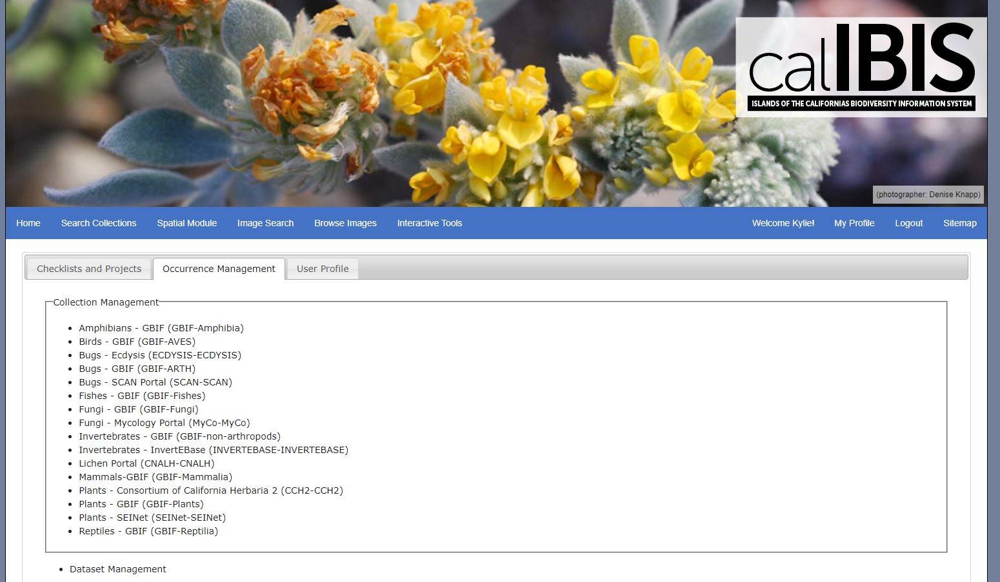 calIBIS
ISLANDS OF THE CALIFORNIAS BIODIVERSITY INFORMATION SYSTEM
(photographer: Denise Knapp)
Home Search Collections Spatial Module Image Search Browse Images Interactive Tools Welcome Kylie! My Profile Logout Sitemap
Checklists and Projects Occurrence Management User Profile
Collection Management
Amphibians - GBIF (GBIF-Amphibia)
Birds - GBIF (GBIF-AVES)
Bugs - Ecdysis (ECDYSIS-ECDYSIS)
Bugs - GBIF (GBIF-ARTH)
Bugs - SCAN Portal (SCAN-SCAN)
Fishes - GBIF (GBIF-Fishes)
Fungi - GBIF (GBIF-Fungi)
Fungi - Mycology Portal (MyCo-MyCo)
Invertebrates - GBIF (GBIF-non-arthropods)
Invertebrates - InvertEBase (INVERTEBASE-INVERTEBASE)
Lichen Portal (CNALH-CNALH)
Mammals-GBIF (GBIF-Mammalia)
Plants - Consortium of California Herbaria 2 (CCH2-CCH2)
Plants - GBIF (GBIF-Plants)
Plants - SEINet (SEINet-SEINet)
Reptiles - GBIF (GBIF-Reptilia)
Dataset Management